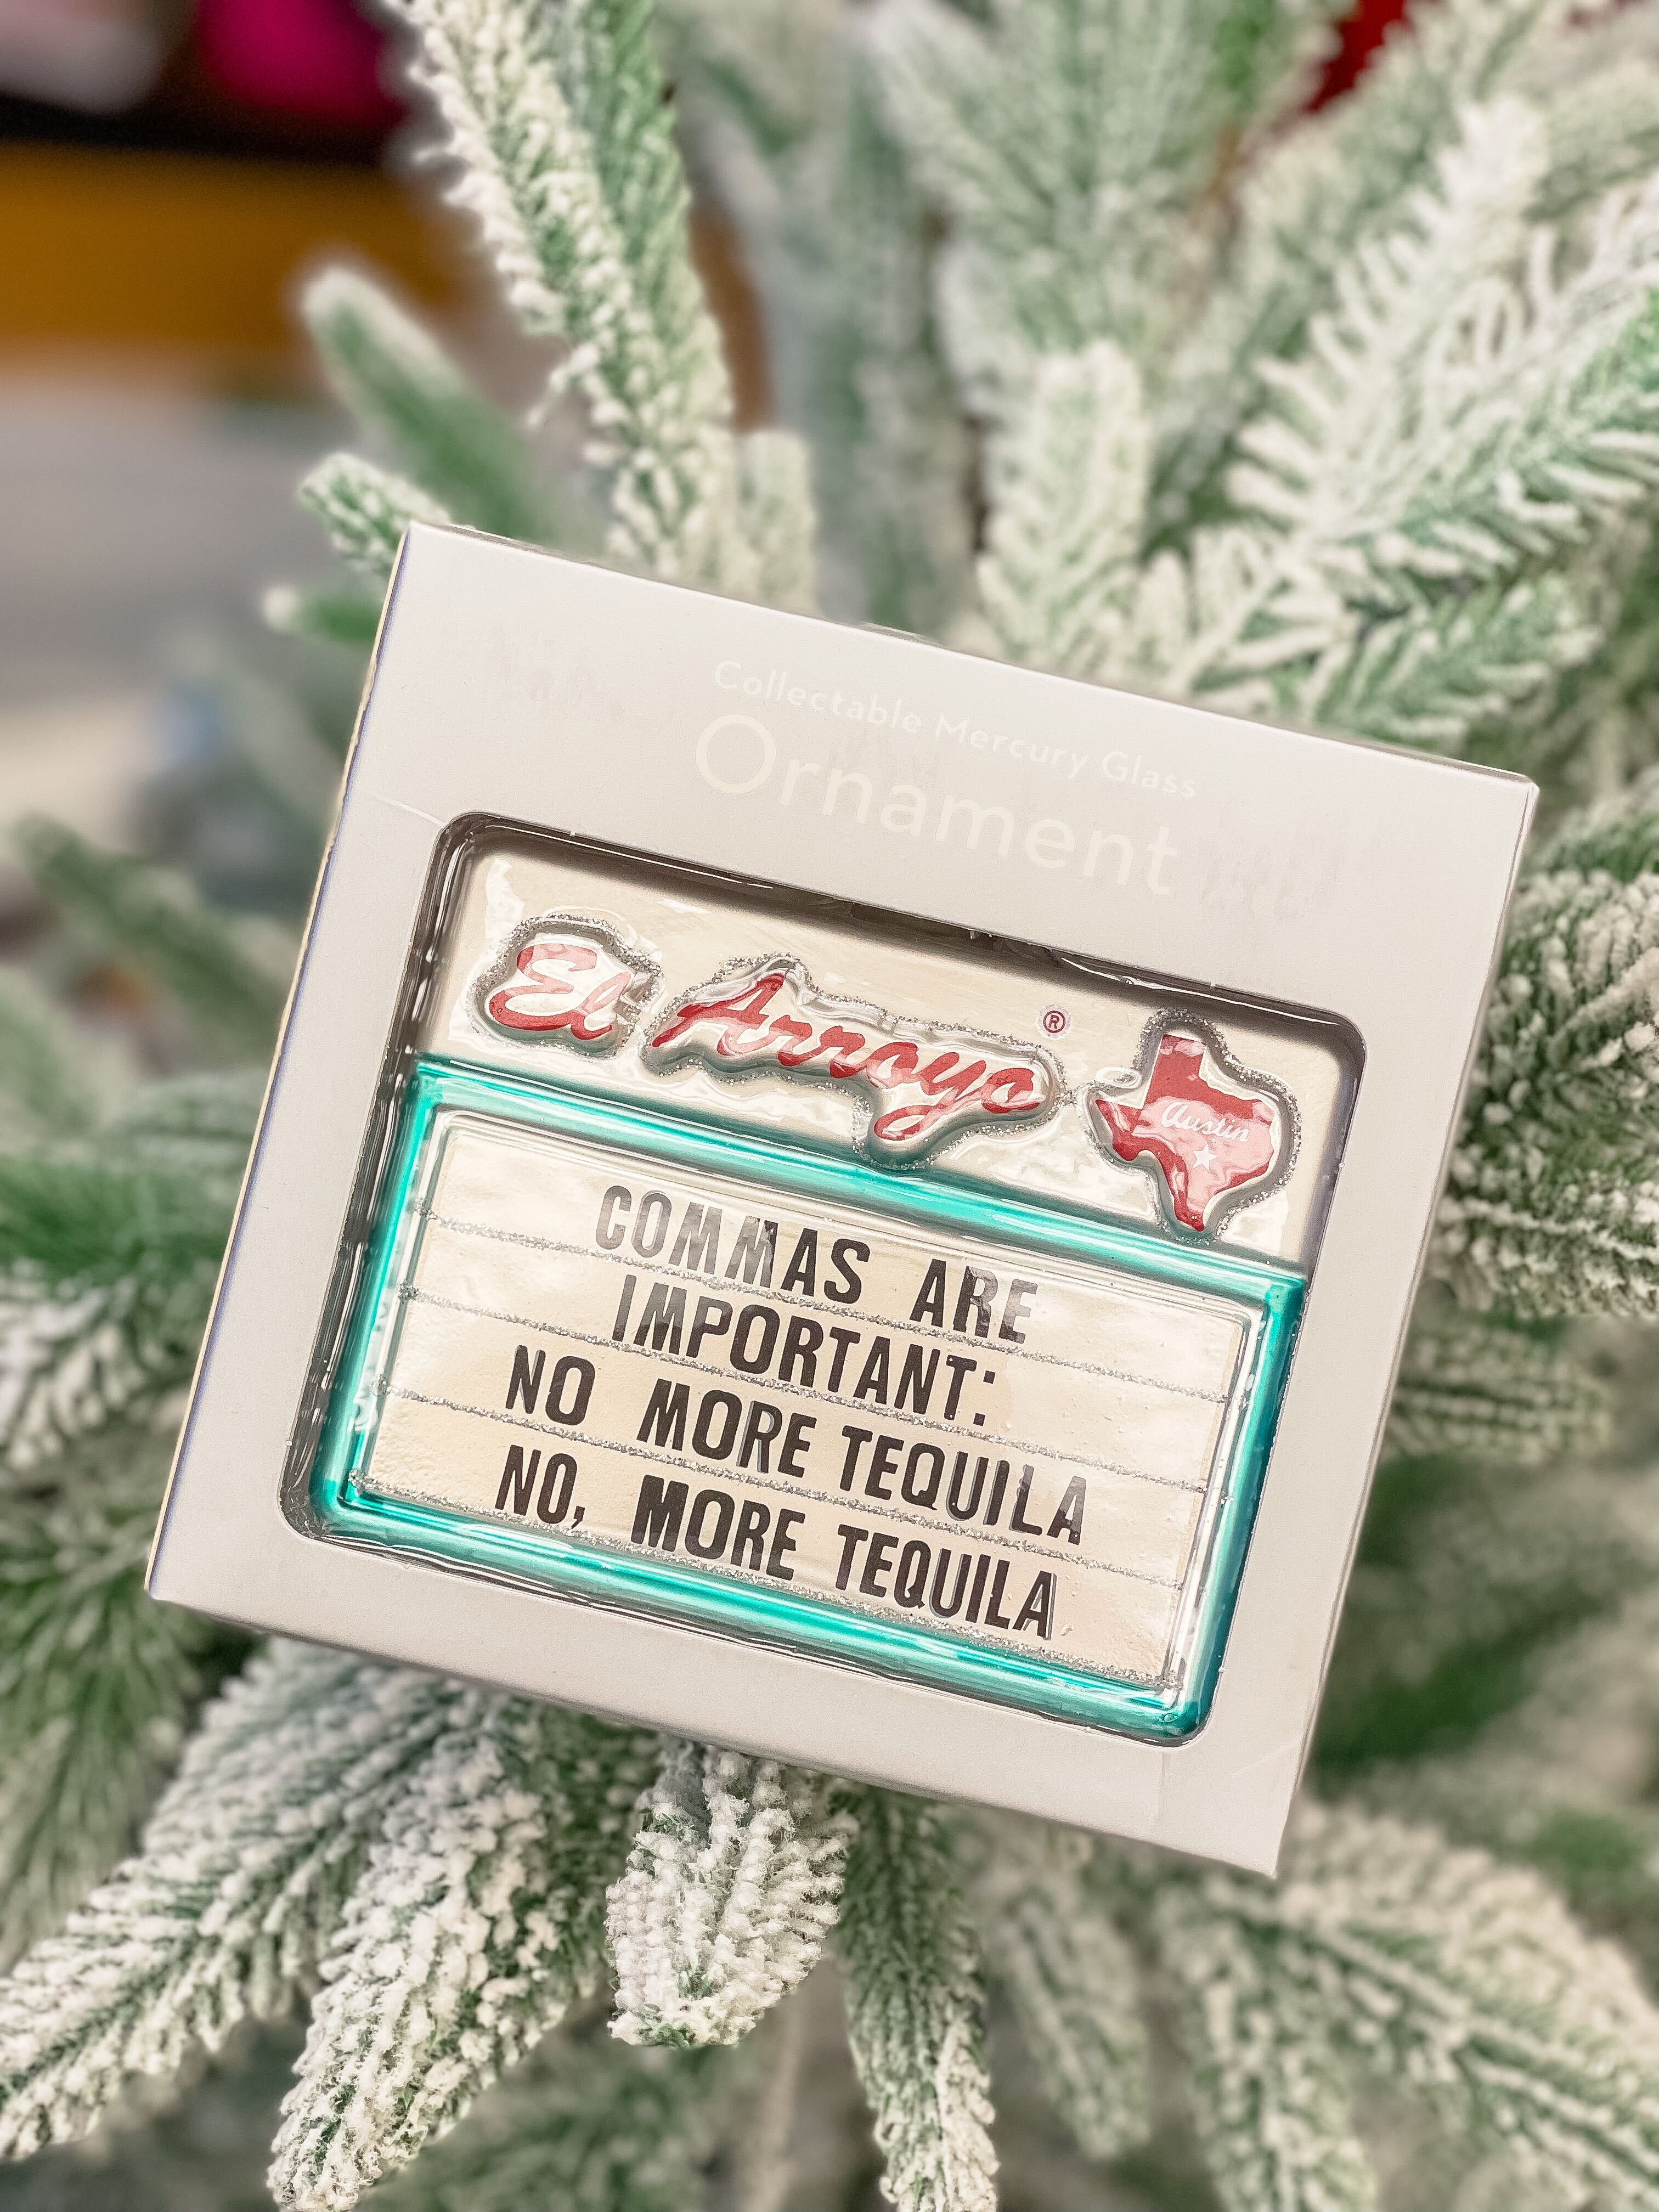 Collectable Mercury Glass
Ornament
El Arroyo ®
Austin
COMMAS ARE
IMPORTANT:
NO MORE TEQUILA
NO, MORE TEQUILA